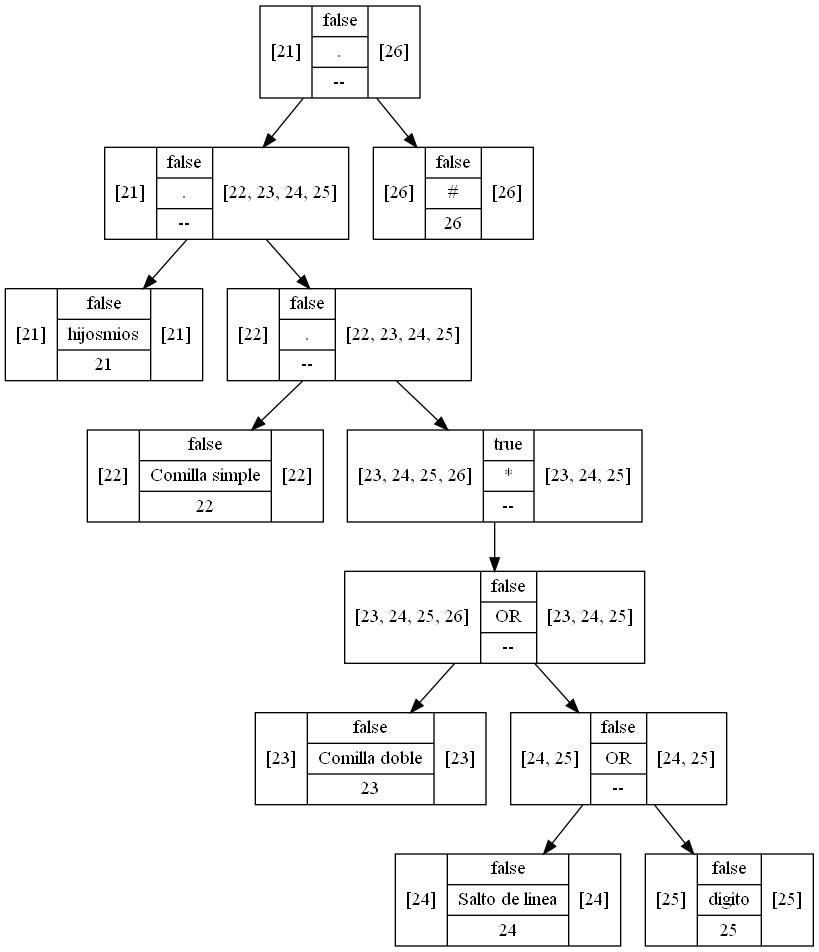 false
[21] . [26]
--
false
[21] . [22, 23, 24, 25]
--
false
[26] # [26]
26
false
[21] hijosmios [21]
21
false
[22] . [22, 23, 24, 25]
--
false
[22] Comilla simple [22]
22
true
[23, 24, 25, 26] * [23, 24, 25]
--
false
[23, 24, 25, 26] OR [23, 24, 25]
--
false
[23] Comilla doble [23]
23
false
[24, 25] OR [24, 25]
--
false
[24] Salto de linea [24]
24
false
[25] digito [25]
25